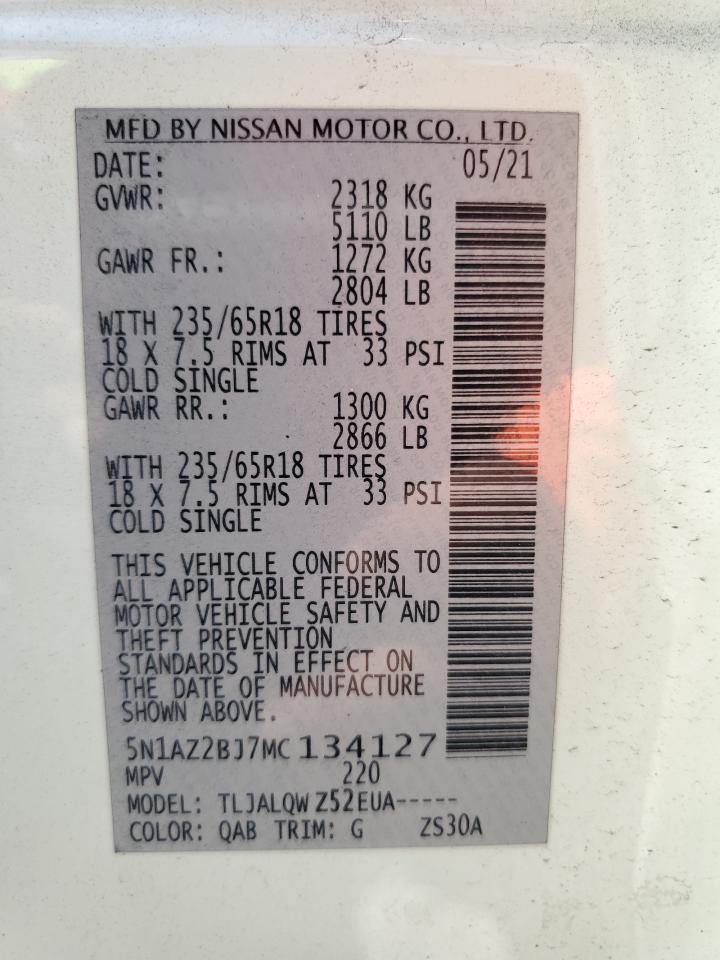 MFD BY NISSAN MOTOR CO., LTD.
DATE: 05/21
GVWR: 2318 KG
5110 LB
GAWR FR.: 1272 KG
2804 LB
WITH 235/65R18 TIRES
18 X 7.5 RIMS AT 33 PSI
COLD SINGLE
GAWR RR.: 1300 KG
2866 LB
WITH 235/65R18 TIRES
18 X 7.5 RIMS AT 33 PSI
COLD SINGLE
THIS VEHICLE CONFORMS TO
ALL APPLICABLE FEDERAL
MOTOR VEHICLE SAFETY AND
THEFT PREVENTION
STANDARDS IN EFFECT ON
THE DATE OF MANUFACTURE
SHOWN ABOVE.
5N1AZ2BJ7MC134127
MPV 220
MODEL: TLJALQWZ52EUA-----
COLOR: QAB TRIM: G ZS30A